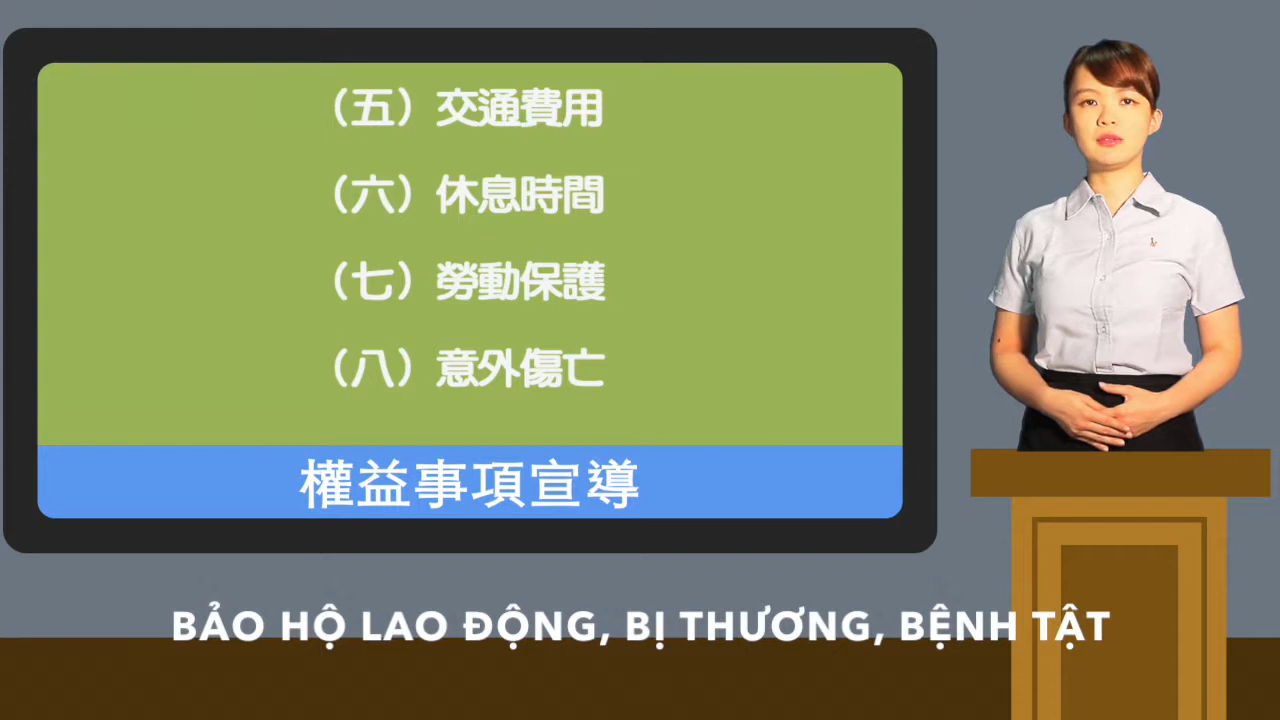 （五）交通費用
（六）休息時間
（七）勞動保護
（八）意外傷亡
權益事項宣導
BẢO HỘ LAO ĐỘNG, BỊ THƯƠNG, BỆNH TẬT